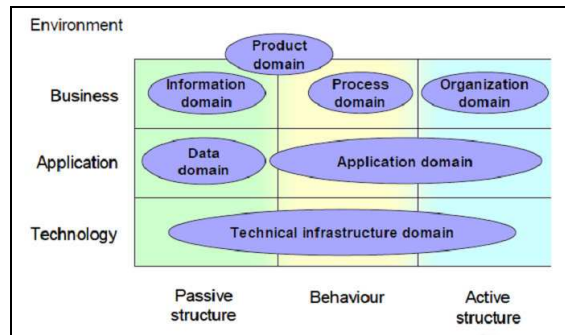 Environment
Product
domain
Business
Information
domain
Process
domain
Organization
domain
Application
Data
domain
Application domain
Technology
Technical infrastructure domain
Passive
structure
Behaviour
Active
structure